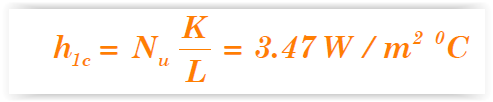 h₁c = Nᵤ K/L = 3.47 W / m² ⁰C